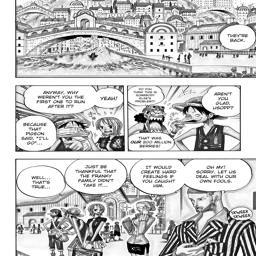 THEY'RE
BACK.
ANYWAY, WHY
WEREN'T YOU THE
FIRST ONE TO RUN
AFTER IT?
YEAH!
BECAUSE
THAT
PIGEON
SAID, "I'LL
GO"...
THAT WAS
OUR 200 MILLION
BERRIES!
AREN'T
YOU
GLAD,
USOPP?
WELL...
THAT'S
TRUE...
JUST BE
THANKFUL THAT
THE FRANKY
FAMILY DIDN'T
TAKE IT...
IT WOULD
CREATE HARD
FEELINGS IF
YOU CAUGHT
'EM.
OH MY!
SORRY. LET US
DEAL WITH OUR
OWN FOOLS.